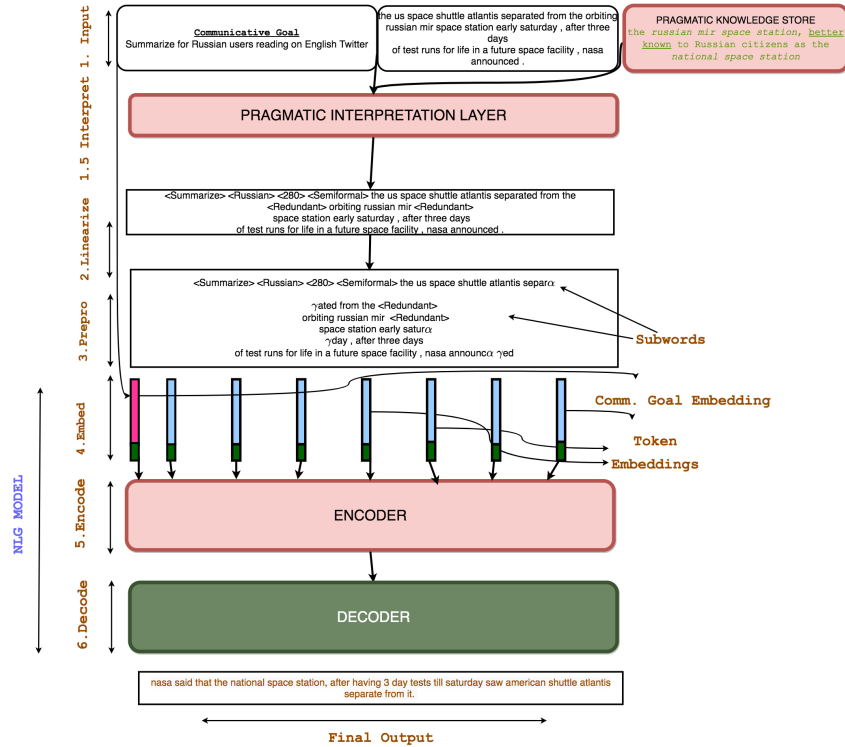 1. Input
Communicative Goal
Summarize for Russian users reading on English Twitter
the us space shuttle atlantis separated from the orbiting
russian mir space station early saturday , after three
days
of test runs for life in a future space facility , nasa
announced .
PRAGMATIC KNOWLEDGE STORE
the russian mir space station, better
known to Russian citizens as the
national space station
1.5 Interpret
PRAGMATIC INTERPRETATION LAYER
2.Linearize
<Summarize> <Russian> <280> <Semiformal> the us space shuttle atlantis separated from the
<Redundant> orbiting russian mir <Redundant>
space station early saturday , after three days
of test runs for life in a future space facility , nasa announced .
3.Prepro
<Summarize> <Russian> <280> <Semiformal> the us space shuttle atlantis separα
γated from the <Redundant>
orbiting russian mir <Redundant>
space station early saturα
γday , after three days
of test runs for life in a future space facility , nasa announcα γed
Subwords
NLG MODEL
4.Embed
Comm. Goal Embedding
Token
Embeddings
5.Encode
ENCODER
6.Decode
DECODER
nasa said that the national space station, after having 3 day tests till saturday saw american shuttle atlantis
separate from it.
Final Output